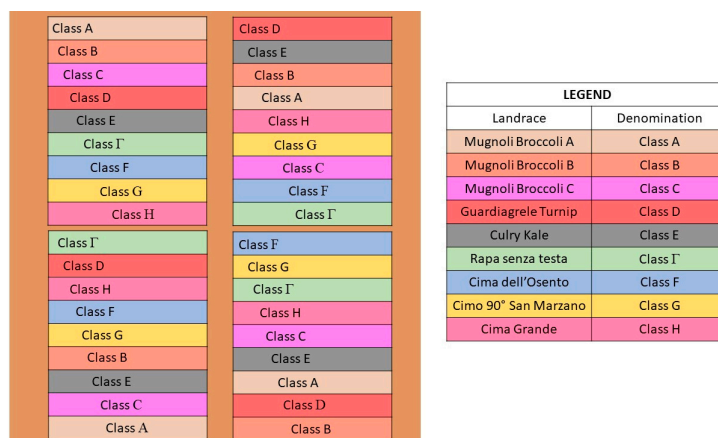 Class A
Class B
Class C
Class D
Class E
Class Γ
Class F
Class G
Class H
Class D
Class E
Class B
Class A
Class H
Class G
Class C
Class F
Class Γ
Class Γ
Class D
Class H
Class F
Class G
Class B
Class E
Class C
Class A
Class F
Class G
Class Γ
Class H
Class C
Class E
Class A
Class D
Class B
LEGEND
Landrace Denomination
Mugnoli Broccoli A Class A
Mugnoli Broccoli B Class B
Mugnoli Broccoli C Class C
Guardiagrele Turnip Class D
Culry Kale Class E
Rapa senza testa Class Γ
Cima dell'Osento Class F
Cimo 90° San Marzano Class G
Cima Grande Class H